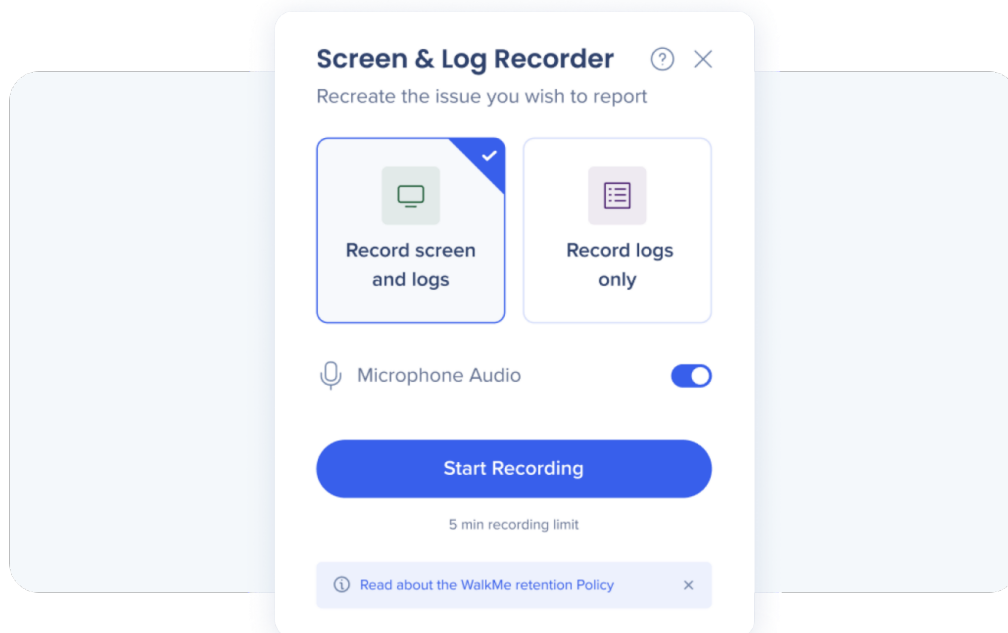 Screen & Log Recorder
Recreate the issue you wish to report
Record screen
and logs
Record logs
only
Microphone Audio
Start Recording
5 min recording limit
Read about the WalkMe retention Policy